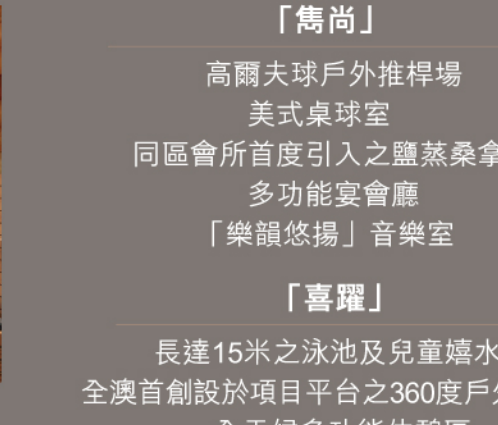 「雋尚」
高爾夫球戶外推桿場
美式桌球室
同區會所首度引入之鹽蒸桑拿
多功能宴會廳
「樂韻悠揚」音樂室
「喜躍」
長達15米之泳池及兒童嬉水
全澳首創設於項目平台之360度戶外